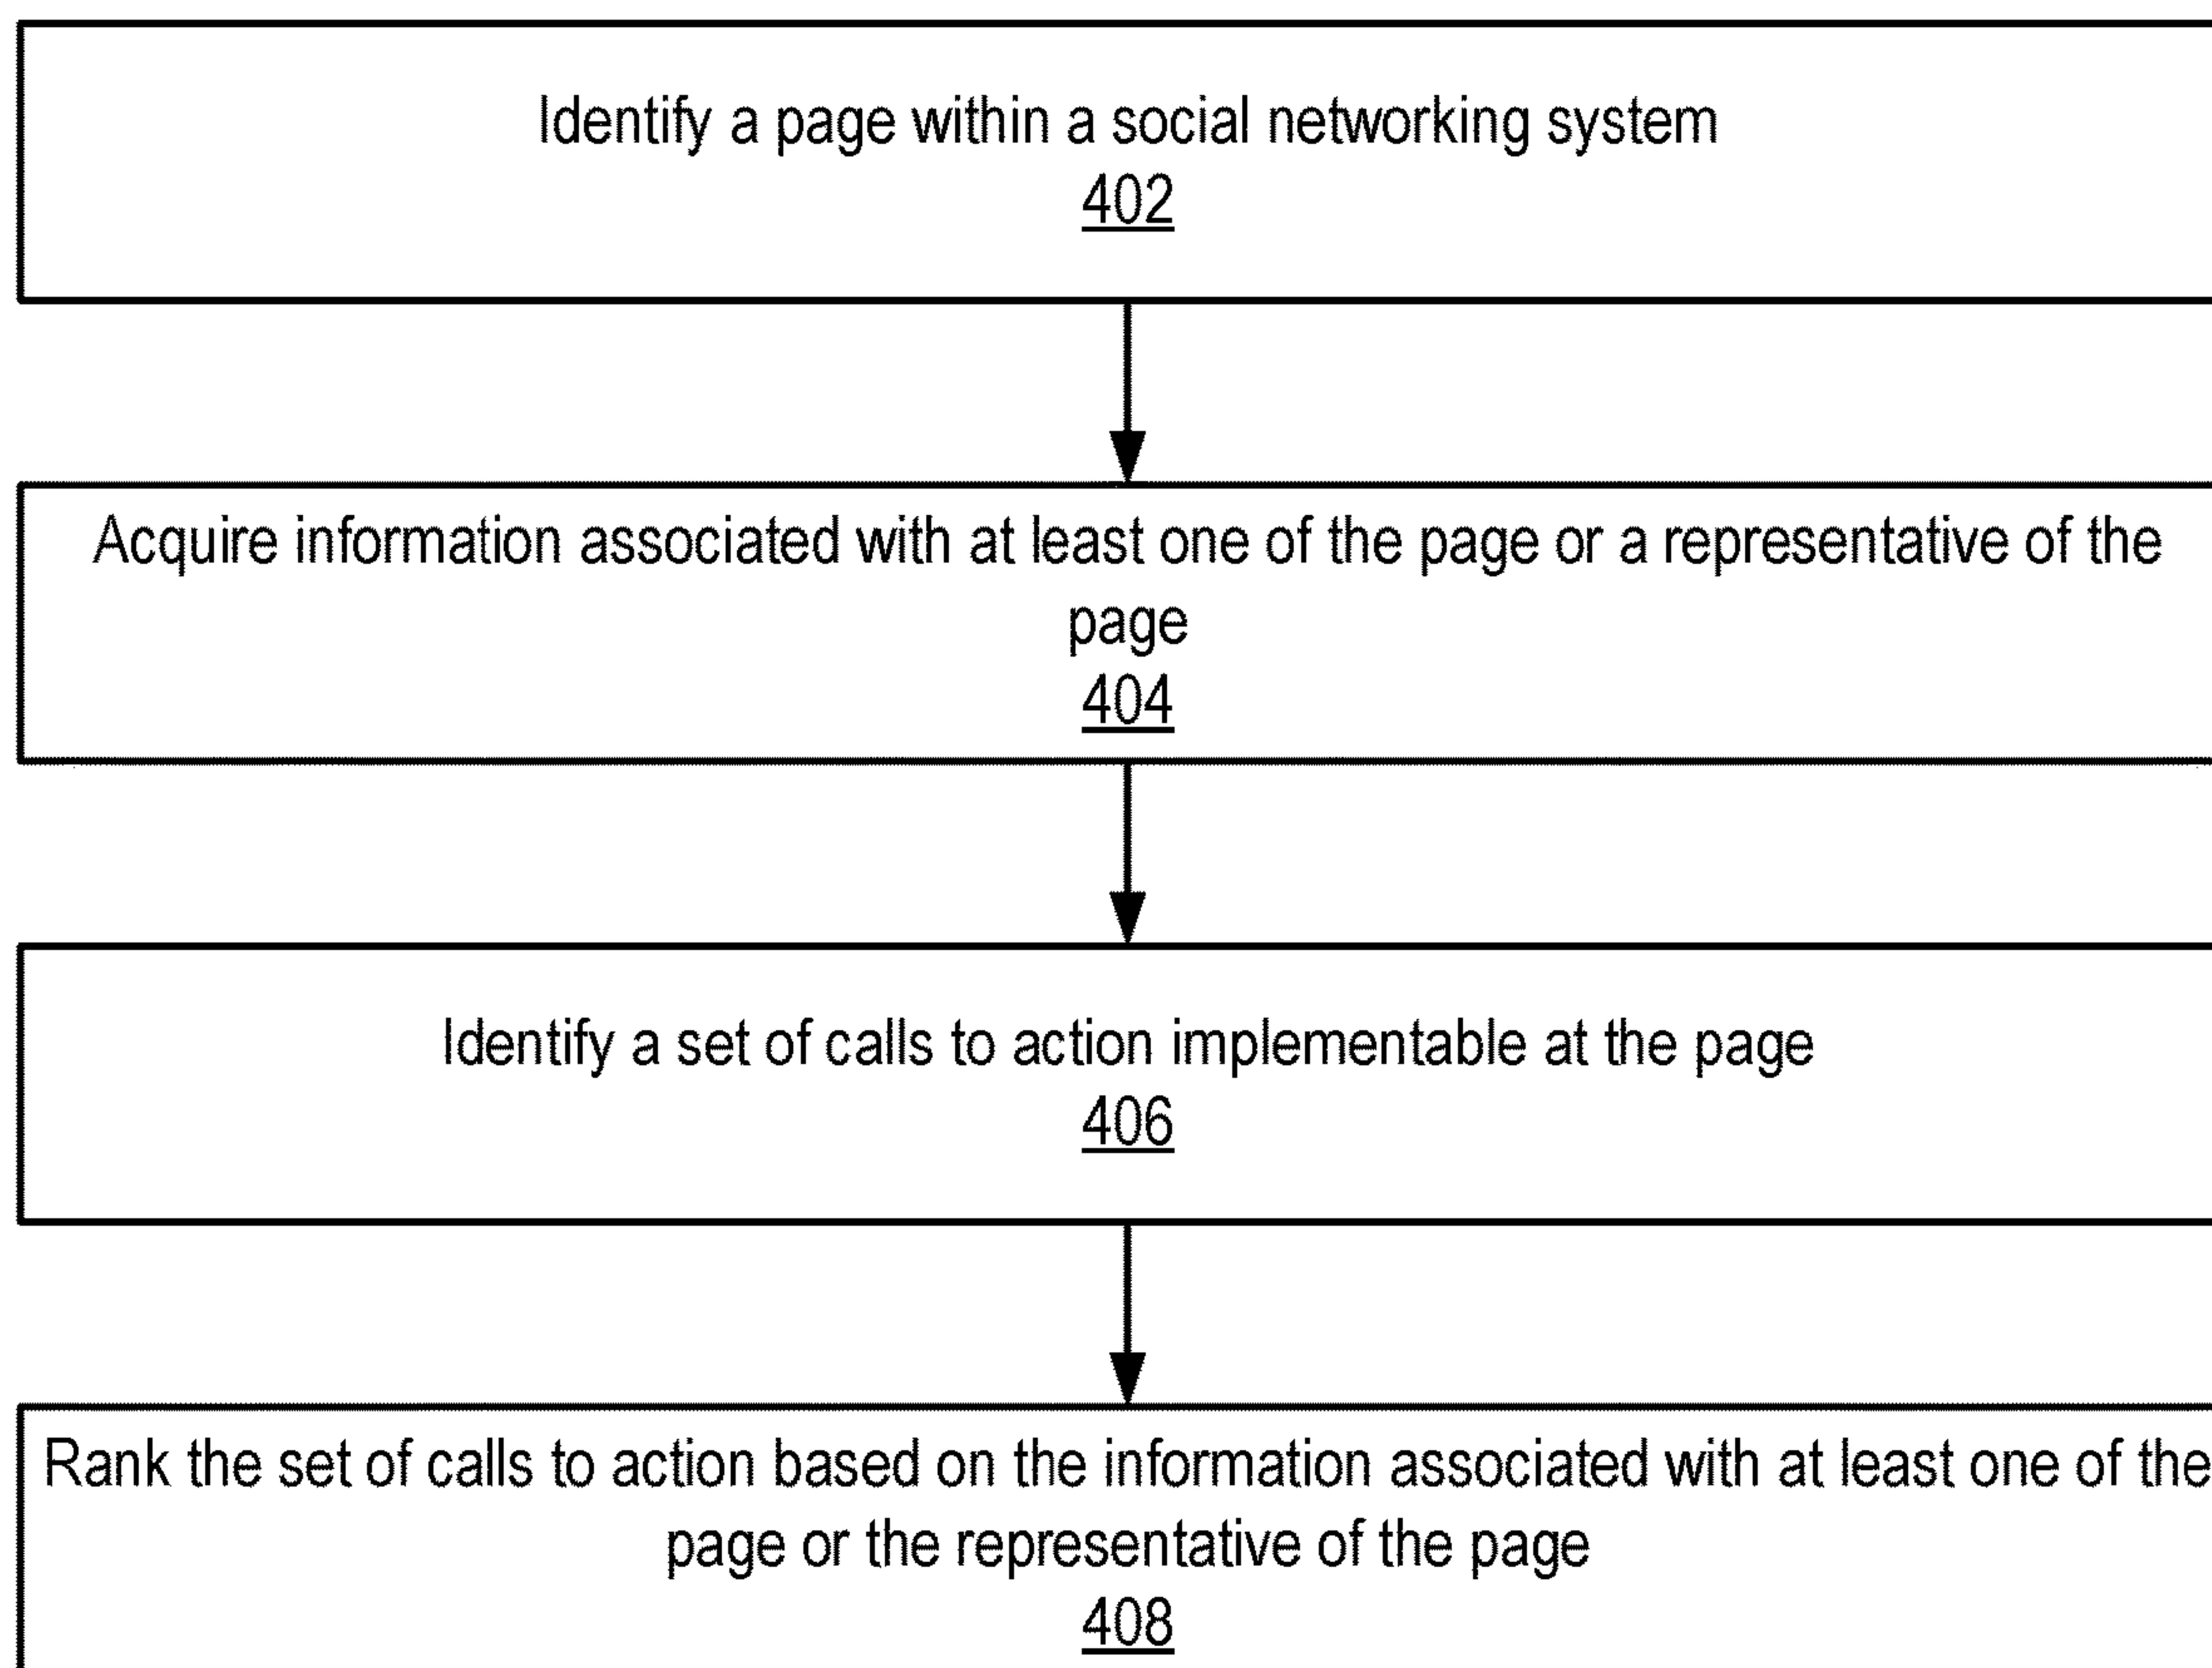 Identify a page within a social networking system
402
Acquire information associated with at least one of the page or a representative of the
page
404
Identify a set of calls to action implementable at the page
406
Rank the set of calls to action based on the information associated with at least one of the
page or the representative of the page
408